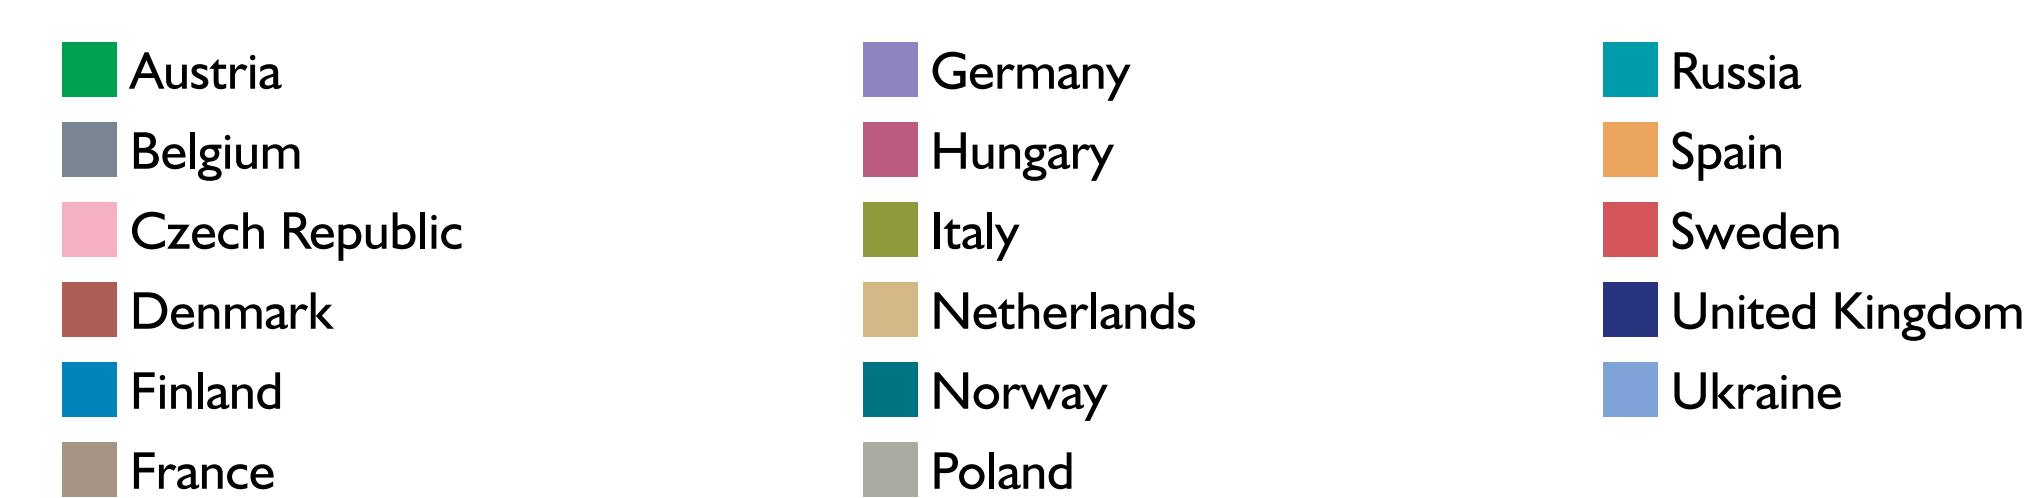 Austria
Belgium
Czech Republic
Denmark
Finland
France
Germany
Hungary
Italy
Netherlands
Norway
Poland
Russia
Spain
Sweden
United Kingdom
Ukraine